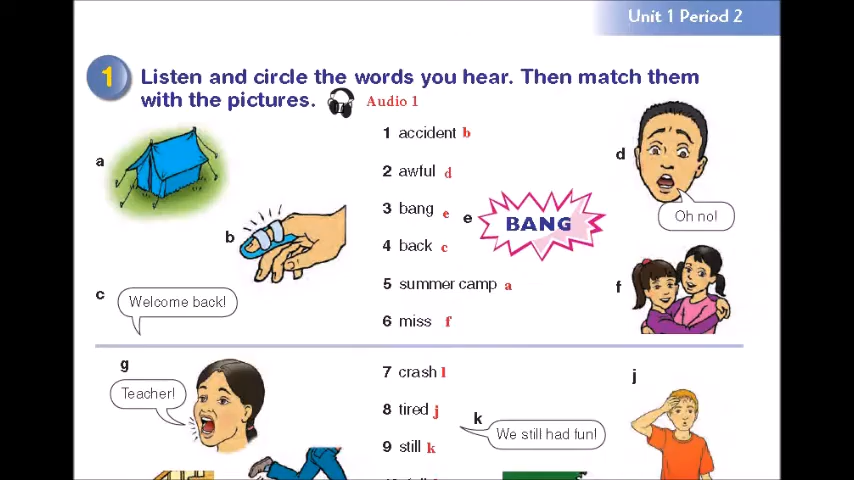 Unit 1 Period 2
1 Listen and circle the words you hear. Then match them
with the pictures. Audio 1
a
b
c
Welcome back!
1 accident b
2 awful d
3 bang e
4 back c
5 summer camp a
6 miss f
d
Oh no!
e
BANG
f
g
Teacher!
7 crash l
8 tired j
9 still k
j
k
We still had fun!